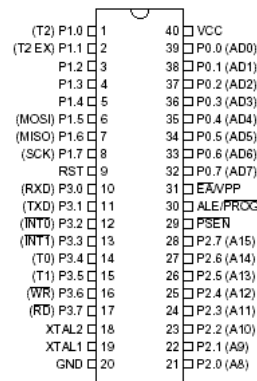 (T2) P1.0 1 40 VCC
(T2 EX) P1.1 2 39 P0.0 (AD0)
P1.2 3 38 P0.1 (AD1)
P1.3 4 37 P0.2 (AD2)
P1.4 5 36 P0.3 (AD3)
(MOSI) P1.5 6 35 P0.4 (AD4)
(MISO) P1.6 7 34 P0.5 (AD5)
(SCK) P1.7 8 33 P0.6 (AD6)
RST 9 32 P0.7 (AD7)
(RXD) P3.0 10 31 EA/VPP
(TXD) P3.1 11 30 ALE/PROG
(INT0) P3.2 12 29 PSEN
(INT1) P3.3 13 28 P2.7 (A15)
(T0) P3.4 14 27 P2.6 (A14)
(T1) P3.5 15 26 P2.5 (A13)
(WR) P3.6 16 25 P2.4 (A12)
(RD) P3.7 17 24 P2.3 (A11)
XTAL2 18 23 P2.2 (A10)
XTAL1 19 22 P2.1 (A9)
GND 20 21 P2.0 (A8)